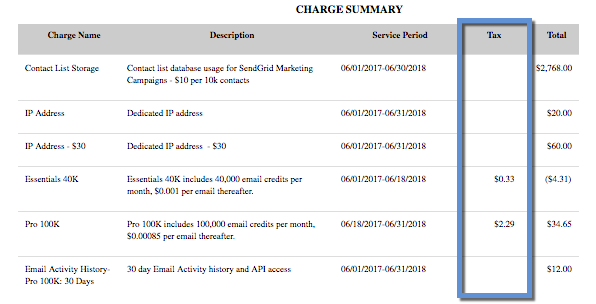 CHARGE SUMMARY
Charge Name Description Service Period Tax Total
Contact List Storage Contact list database usage for SendGrid Marketing 06/01/2017-06/30/2018 $2,768.00
Campaigns - $10 per 10k contacts
IP Address Dedicated IP address 06/01/2017-06/31/2018 $20.00
IP Address - $30 Dedicated IP address - $30 06/01/2017-06/31/2018 $60.00
Essentials 40K Essentials 40K includes 40,000 email credits per 06/01/2017-06/18/2018 $0.33 ($4.31)
month, $0.001 per email thereafter.
Pro 100K Pro 100K includes 100,000 email credits per month, 06/18/2017-06/31/2018 $2.29 $34.65
$0.00085 per email thereafter.
Email Activity History- 30 day Email Activity history and API access 06/01/2017-06/31/2018 $12.00
Pro 100K: 30 Days